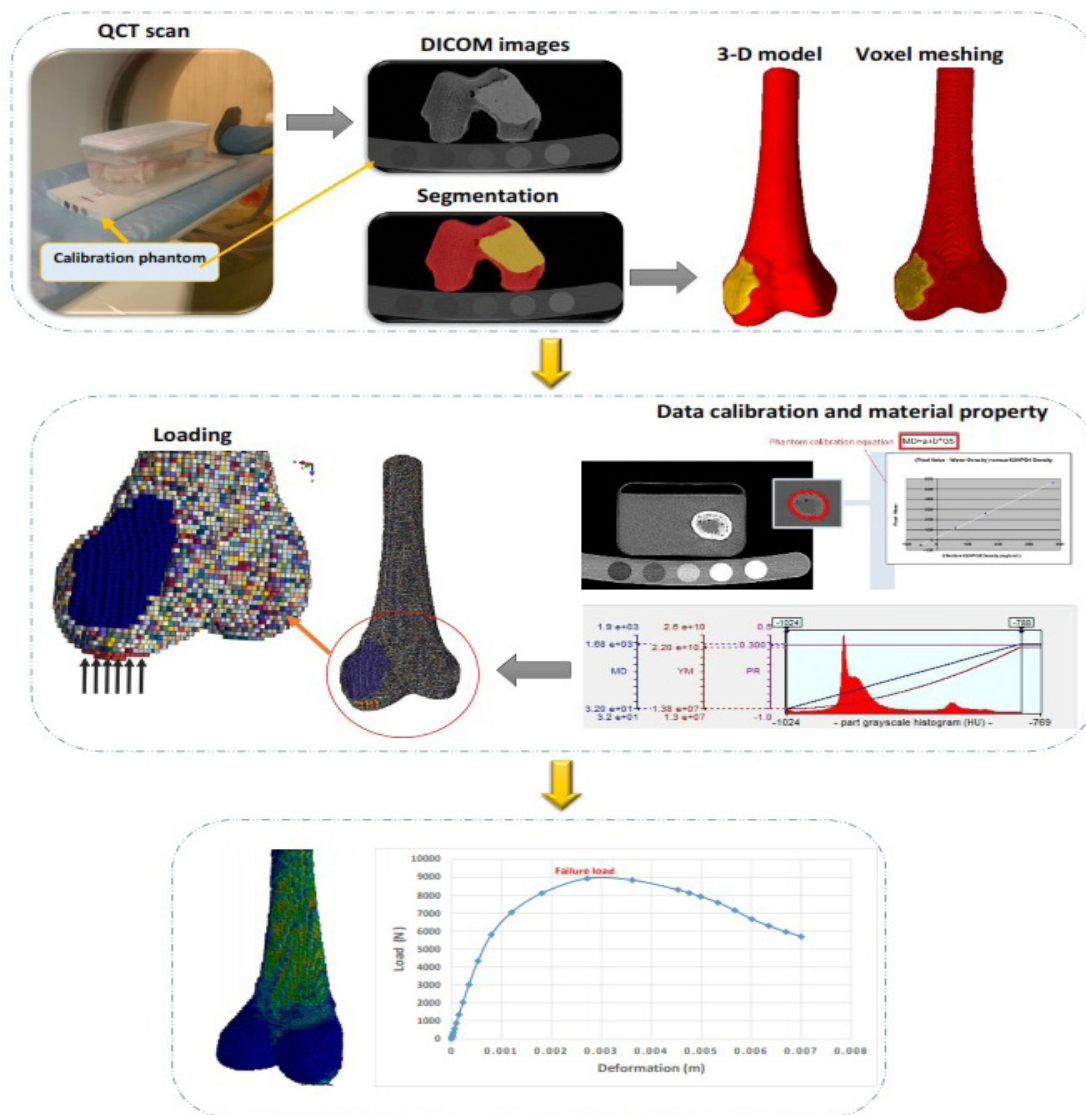 QCT scan
DICOM images
3-D model
Voxel meshing
Segmentation
Calibration phantom
Data calibration and material property
Loading
Phantom calibration equation
MD=a+b*GS
1.9 e+03
2.6 e+10
0.5
-1024
-788
1.68 e+03
2.20 e+10
0.300
MD
YM
PR
3.20 e+01
1.38 e+07
3.2 e+01
1.3 e+07
-1.0
-1024
- part grayscale histogram (HU) -
-769
10000
9000
8000
7000
6000
5000
4000
3000
2000
1000
0
Load (N)
Failure load
0
0.001
0.002
0.003
0.004
0.005
0.006
0.007
0.008
Deformation (m)